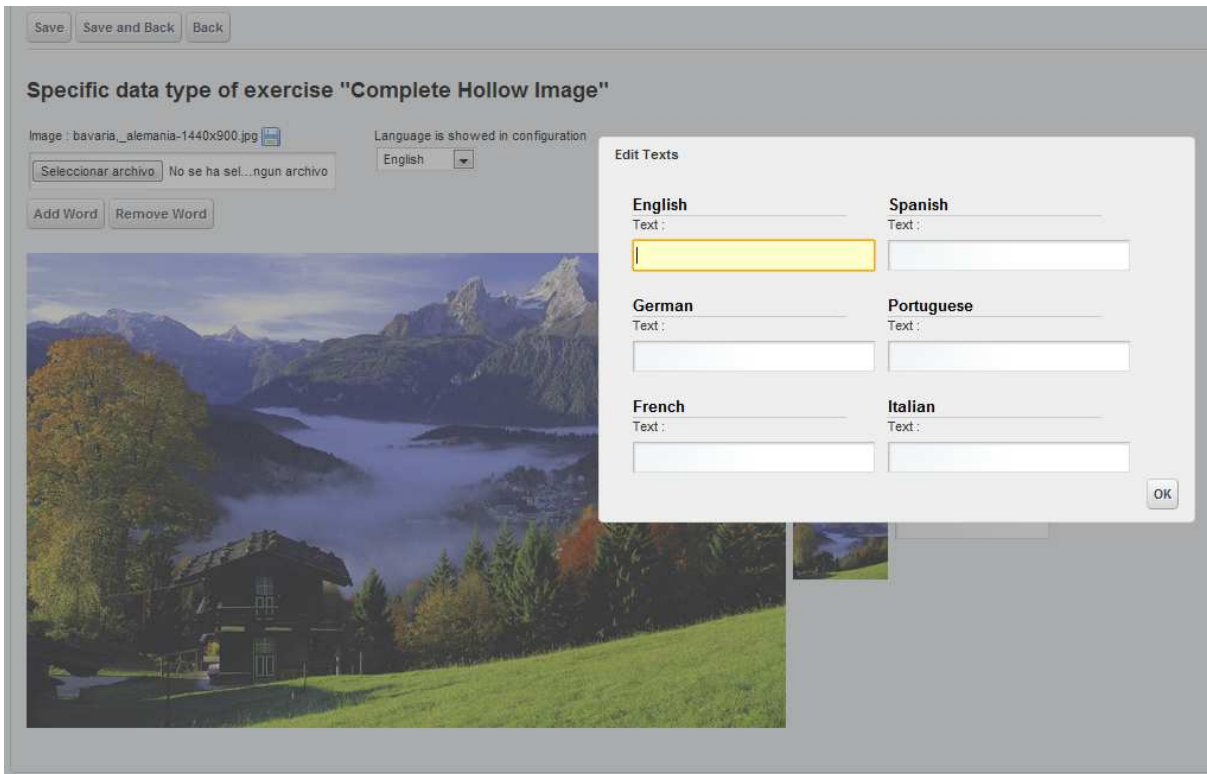 Save Save and Back Back
Specific data type of exercise "Complete Hollow Image"
Image : bavaria,_alemania-1440x900.jpg
Language is showed in configuration
Seleccionar archivo No se ha sel...ngun archivo
English
Add Word Remove Word
Edit Texts
English Spanish
Text : Text :
German Portuguese
Text : Text :
French Italian
Text : Text :
OK